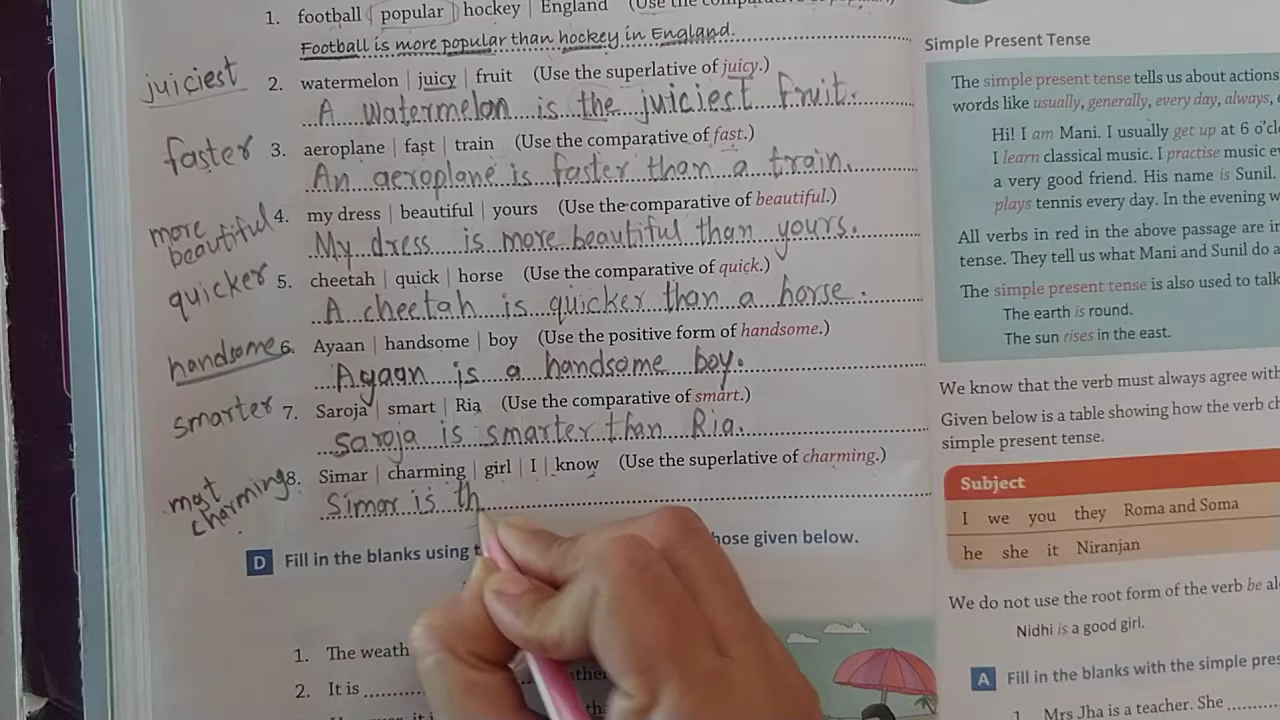 1. football popular hockey | England (Use the comparative
Football is more popular than hockey in England.
juiciest
2. watermelon | juicy | fruit (Use the superlative of juicy.)
A watermelon is the juiciest fruit.
faster
3. aeroplane | fast | train (Use the comparative of fast.)
An aeroplane is faster than a train.
more beautiful
4. my dress | beautiful | yours (Use the comparative of beautiful.)
My dress is more beautiful than yours.
quicker
5. cheetah | quick | horse (Use the comparative of quick.)
A cheetah is quicker than a horse.
handsome
6. Ayaan | handsome | boy (Use the positive form of handsome.)
Ayaan is a handsome boy.
smarter
7. Saroja | smart | Ria (Use the comparative of smart.)
Saroja is smarter than Ria.
charming
8. Simar | charming | girl | I | know (Use the superlative of charming.)
Simar is th
D Fill in the blanks using hose given below.
1. The weath
2. It is
Simple Present Tense
The simple present tense tells us about actions
words like usually, generally, every day, always,
Hi! I am Mani. I usually get up at 6 o'cl
I learn classical music. I practise music
a very good friend. His name is Sunil.
plays tennis every day. In the evening
All verbs in red in the above passage are in
tense. They tell us what Mani and Sunil do
The simple present tense is also used to talk
The earth is round.
The sun rises in the east.
We know that the verb must always agree with
Given below is a table showing how the verb
simple present tense.
Subject
I we you they Roma and Soma
he she it Niranjan
We do not use the root form of the verb be
Nidhi is a good girl.
A Fill in the blanks with the simple
1. Mrs Jha is a teacher. She